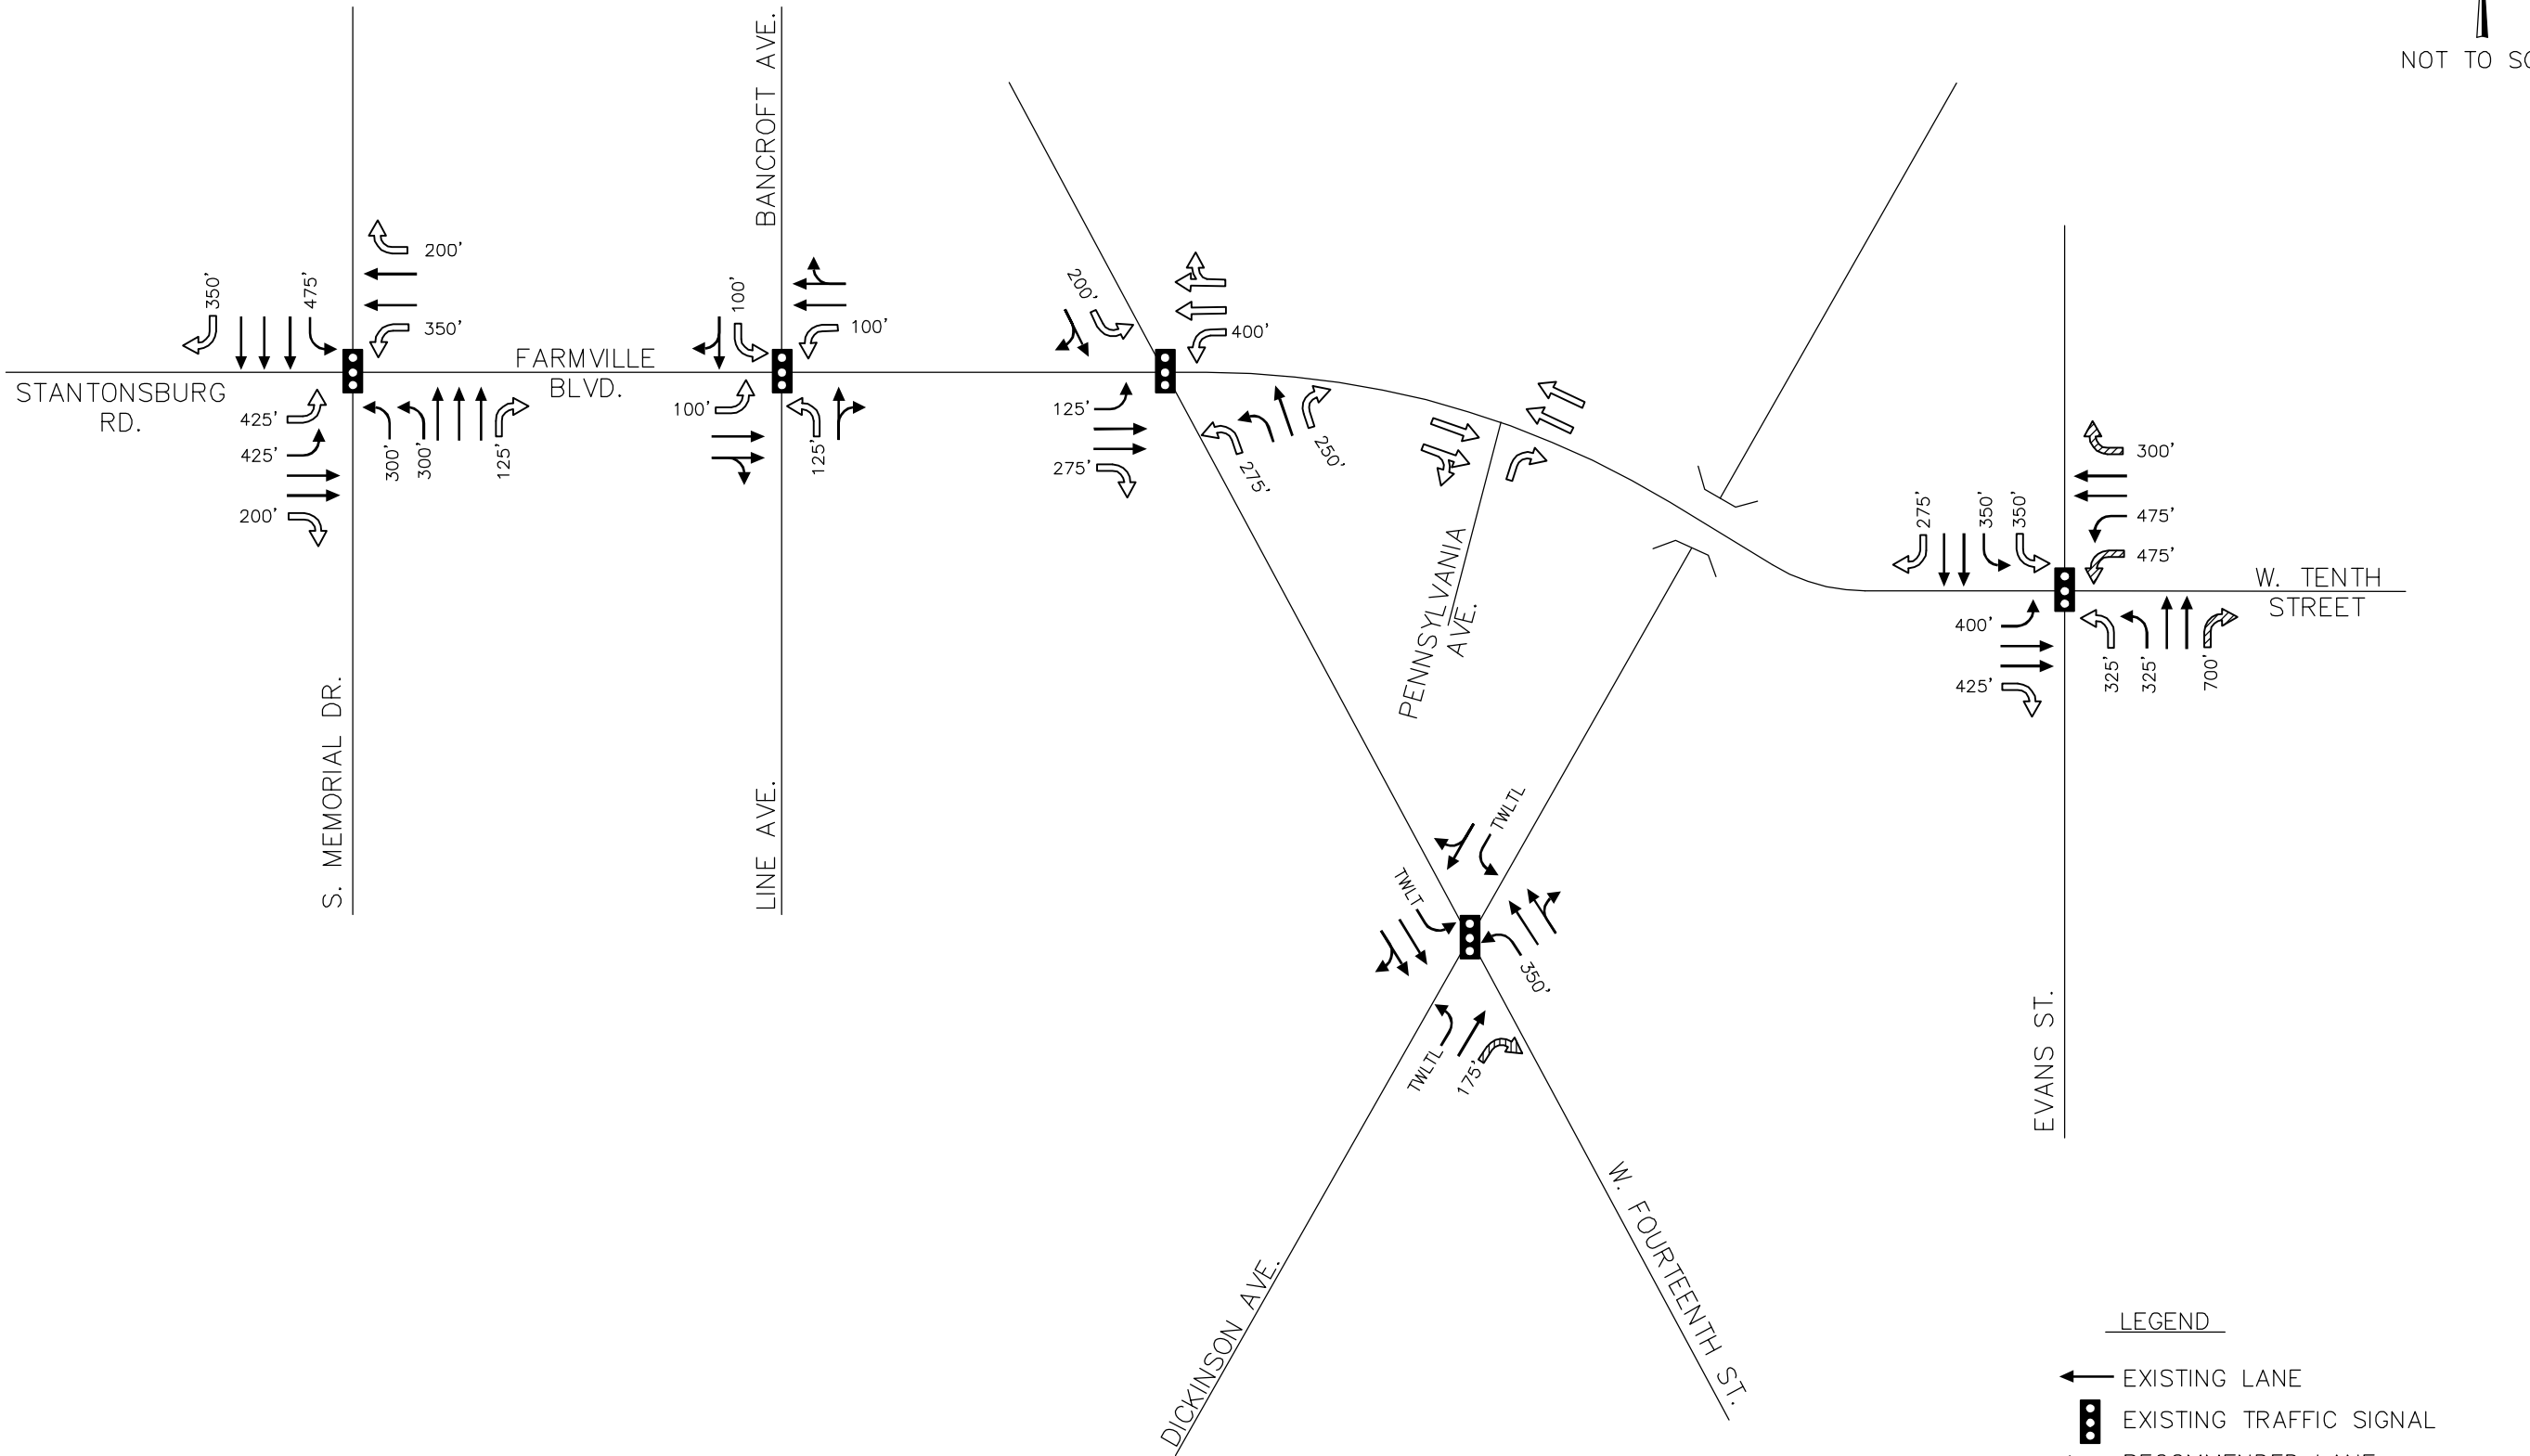 NOT TO
BANCROFT AVE.
200'
350'
475'
350'
STANTONSBURG
RD.
FARMVILLE
BLVD.
425'
425'
200'
300'
300'
125'
S. MEMORIAL DR.
100'
100'
100'
125'
LINE AVE.
200'
400'
125'
275'
275'
250'
PENNSYLVANIA
AVE.
300'
475'
475'
275'
350'
350'
W. TENTH
STREET
400'
425'
325'
325'
700'
EVANS ST.
TWLTL
TWLT
350'
TWLTL
175'
DICKINSON AVE.
W. FOURTEENTH ST.
LEGEND
EXISTING LANE
EXISTING TRAFFIC SIGNAL